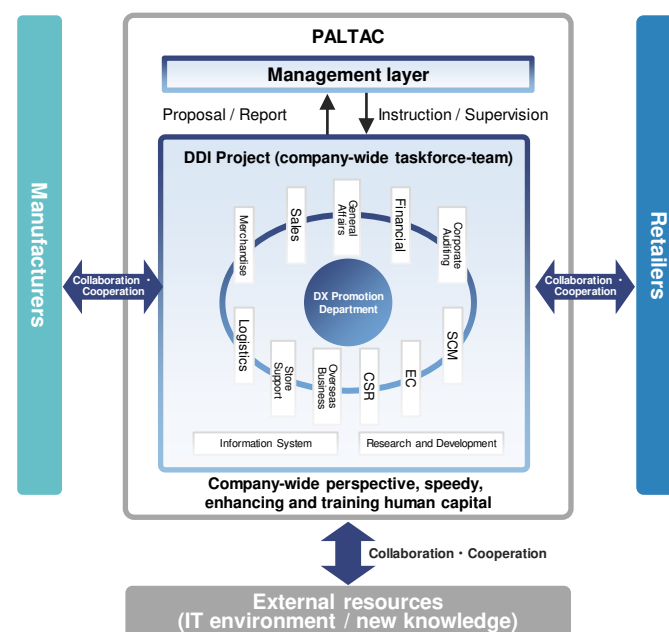 PALTAC
Management layer
Proposal / Report
Instruction / Supervision
DDI Project (company-wide taskforce-team)
Merchandise
Sales
General
Affairs
Financial
Corporate
Auditing
DX Promotion
Department
Logistics
Store
Support
Overseas
Business
CSR
EC
SCM
Information System
Research and Development
Company-wide perspective, speedy,
enhancing and training human capital
Manufacturers
Collaboration・
Cooperation
Collaboration・
Cooperation
Retailers
Collaboration・Cooperation
External resources
(IT environment / new knowledge)